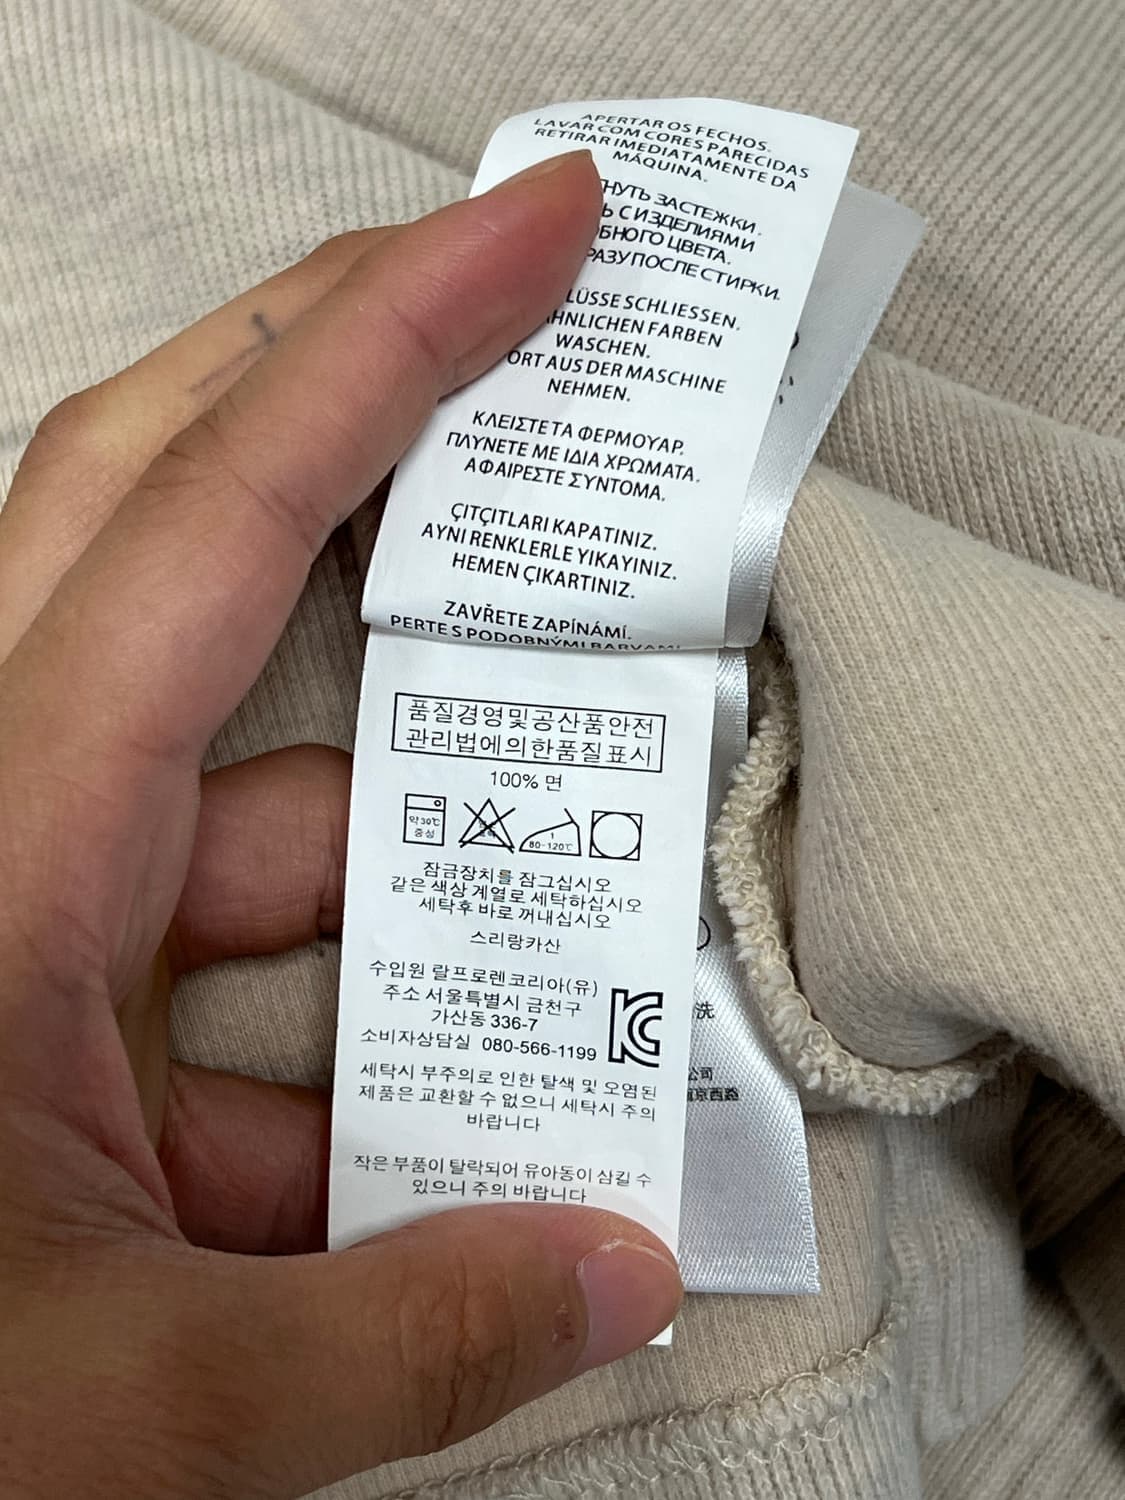 APERTAR OS FECHOS.
LAVAR COM CORES PARECIDAS
RETIRAR IMEDIATAMENTE DA
MÁQUINA.
ЗАСТЕЖКИ.
С ИЗДЕЛИЯМИ
ЦВЕТА.
ПОСЛЕ СТИРКИ.
SCHLIESSEN.
FARBEN
WASCHEN.
AUS DER MASCHINE
NEHMEN.
ΚΛΕΙΣΤΕ ΤΑ ΦΕΡΜΟΥΑΡ.
ΠΛΥΝΕΤΕ ΜΕ ΙΔΙΑ ΧΡΩΜΑΤΑ.
ΑΦΑΙΡΕΣΤΕ ΣΥΝΤΟΜΑ.
ÇITÇITLARI KAPATINIZ.
AYNI RENKLERLE YIKAYINIZ.
HEMEN ÇIKARTINIZ.
ZAVŘETE ZAPÍNÁMÍ.
PERTE S PODOBNÝMI BARVAMI
품질경영및공산품안전
관리법에의한품질표시
100% 면
약30℃
중성
1
80-120℃
잠금장치를 잠그십시오
같은 색상 계열로 세탁하십시오
세탁후 바로 꺼내십시오
스리랑카산
수입원 랄프로렌코리아(유)
주소 서울특별시 금천구
가산동 336-7
소비자상담실 080-566-1199
세탁시 부주의로 인한 탈색 및 오염된
제품은 교환할 수 없으니 세탁시 주의
바랍니다
작은 부품이 탈락되어 유아동이 삼킬 수
있으니 주의 바랍니다
洗
公司
京西路